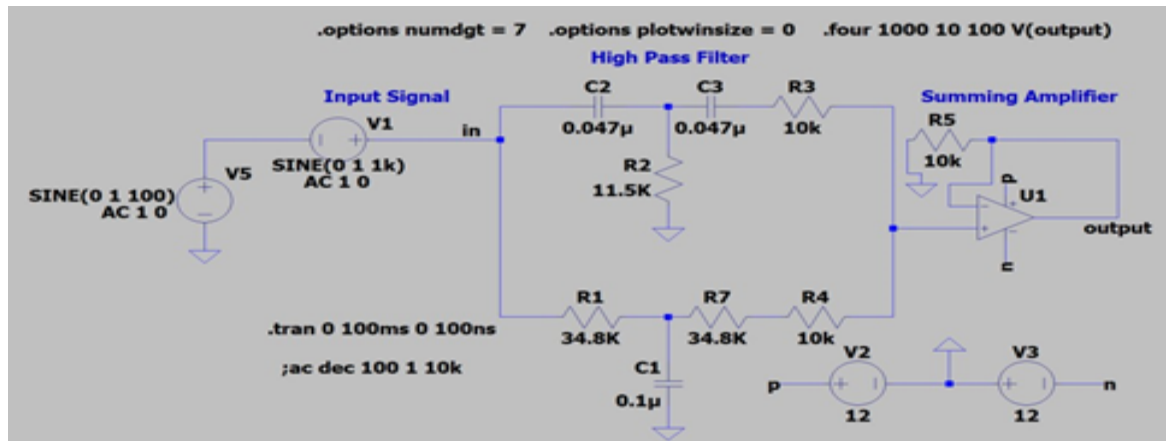 .options numdgt = 7 .options plotwinsize = 0 .four 1000 10 100 V(output)
High Pass Filter
Input Signal
Summing Amplifier
C2
C3
R3
V1
in
0.047µ
0.047µ
10k
R5
10k
SINE(0 1 1k)
AC 1 0
V5
R2
11.5K
SINE(0 1 100)
AC 1 0
p
U1
output
n
R1
R7
R4
34.8K
34.8K
10k
.tran 0 100ms 0 100ns
;ac dec 100 1 10k
C1
0.1µ
V2
V3
p
n
12
12